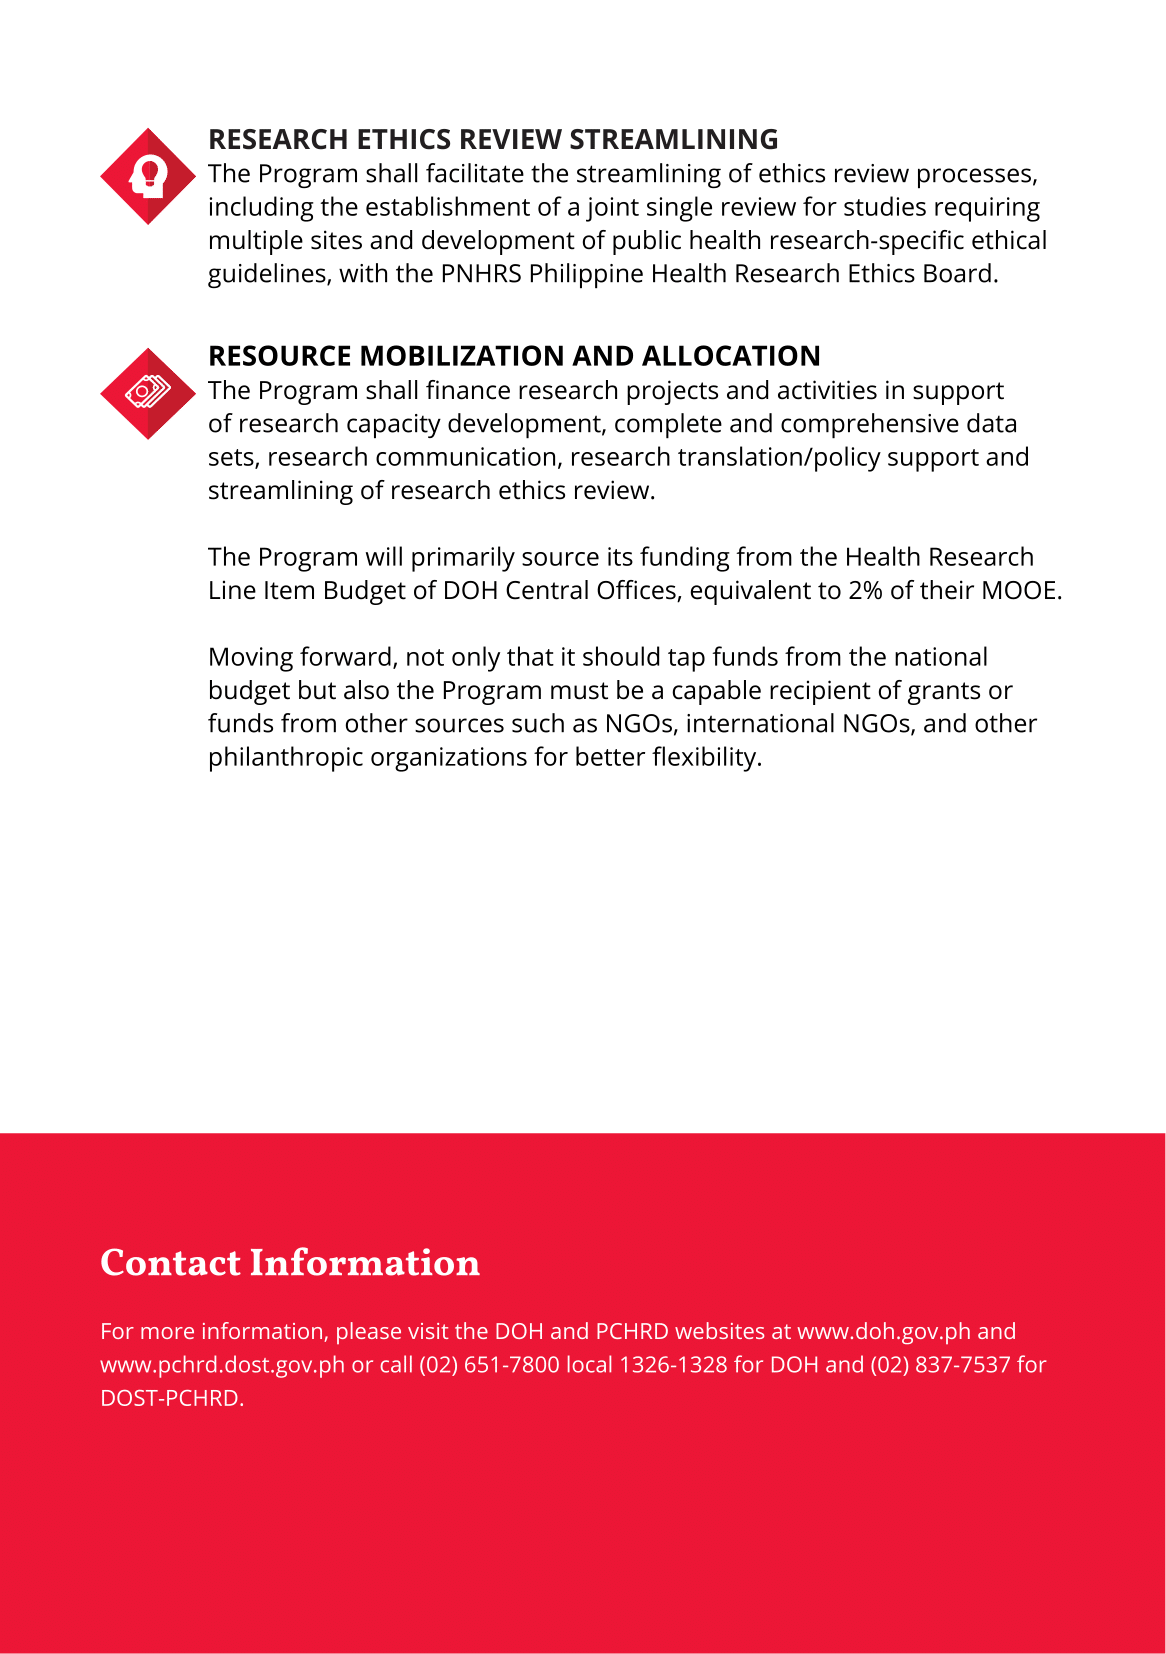 RESEARCH ETHICS REVIEW STREAMLINING
The Program shall facilitate the streamlining of ethics review processes,
including the establishment of a joint single review for studies requiring
multiple sites and development of public health research-specific ethical
guidelines, with the PNHRS Philippine Health Research Ethics Board.
RESOURCE MOBILIZATION AND ALLOCATION
The Program shall finance research projects and activities in support
of research capacity development, complete and comprehensive data
sets, research communication, research translation/policy support and
streamlining of research ethics review.
The Program will primarily source its funding from the Health Research
Line Item Budget of DOH Central Offices, equivalent to 2% of their MOOE.
Moving forward, not only that it should tap funds from the national
budget but also the Program must be a capable recipient of grants or
funds from other sources such as NGOs, international NGOs, and other
philanthropic organizations for better flexibility.
Contact Information
For more information, please visit the DOH and PCHRD websites at www.doh.gov.ph and
www.pchrd.dost.gov.ph or call (02) 651-7800 local 1326-1328 for DOH and (02) 837-7537 for
DOST-PCHRD.